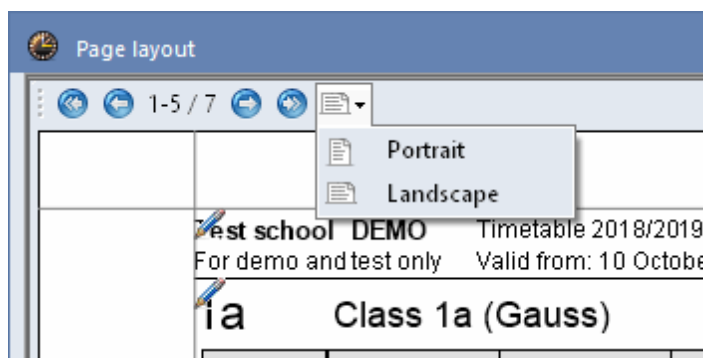 Page layout
1-5 / 7
Portrait
Landscape
Test school DEMO Timetable 2018/2019
For demo and test only Valid from: 10 Octobe
1a Class 1a (Gauss)